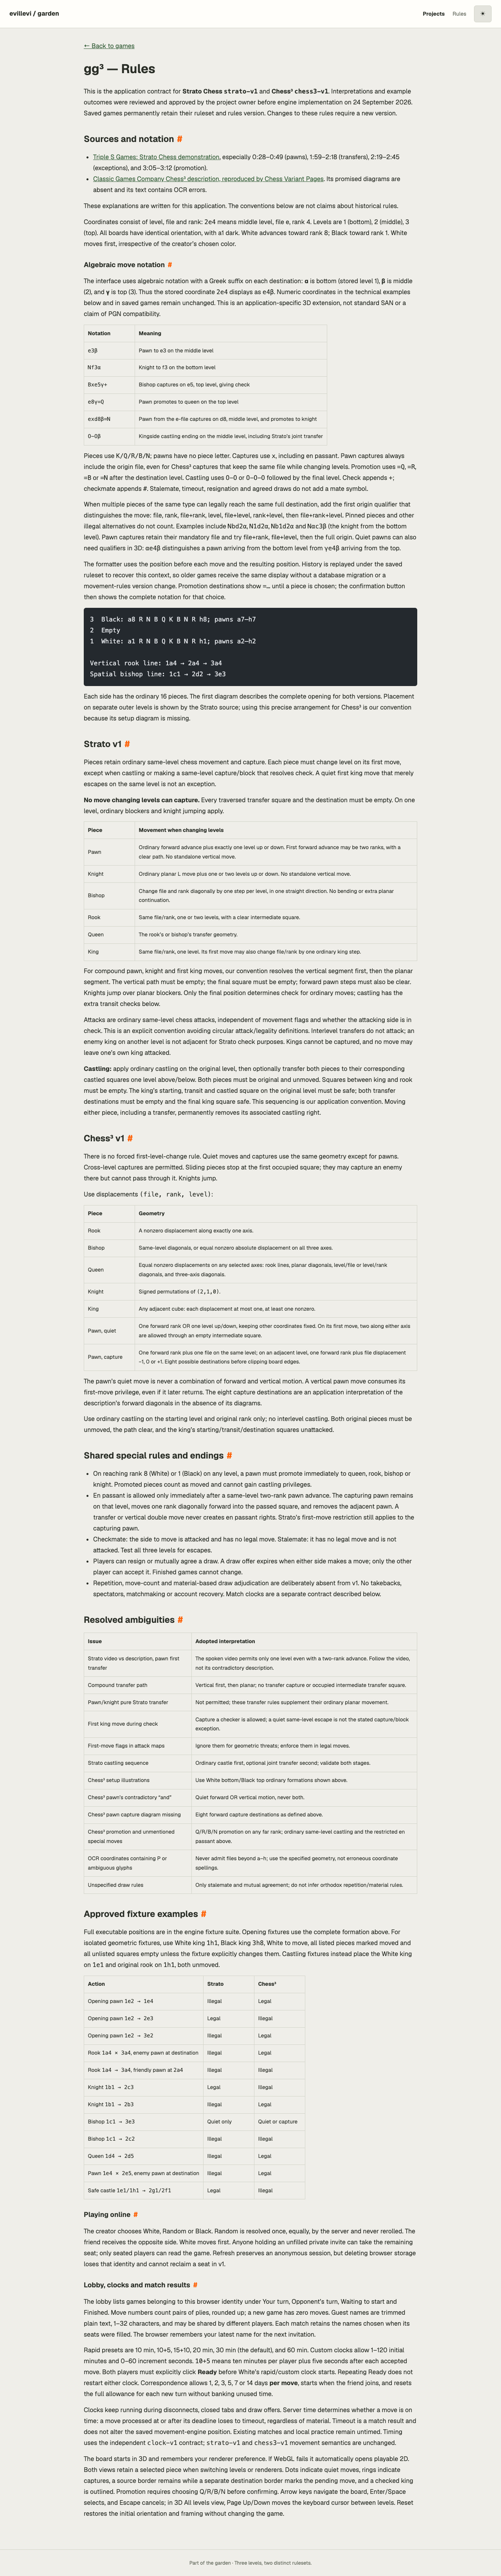 evillevi / garden
Projects Rules ☀
← Back to games
gg³ — Rules
This is the application contract for Strato Chess strato-v1 and Chess³ chess3-v1. Interpretations and example
outcomes were reviewed and approved by the project owner before engine implementation on 24 September 2026.
Saved games permanently retain their ruleset and rules version. Changes to these rules require a new version.
Sources and notation #
• Triple S Games: Strato Chess demonstration, especially 0:28–0:49 (pawns), 1:59–2:18 (transfers), 2:19–2:45
(exceptions), and 3:05–3:12 (promotion).
• Classic Games Company Chess³ description, reproduced by Chess Variant Pages. Its promised diagrams are
absent and its text contains OCR errors.
These explanations are written for this application. The conventions below are not claims about historical rules.
Coordinates consist of level, file and rank: 2e4 means middle level, file e, rank 4. Levels are 1 (bottom), 2 (middle), 3
(top). All boards have identical orientation, with a1 dark. White advances toward rank 8; Black toward rank 1. White
moves first, irrespective of the creator's chosen color.
Algebraic move notation #
The interface uses algebraic notation with a Greek suffix on each destination: α is bottom (stored level 1), β is middle
(2), and γ is top (3). Thus the stored coordinate 2e4 displays as e4β. Numeric coordinates in the technical examples
below and in saved games remain unchanged. This is an application-specific 3D extension, not standard SAN or a
claim of PGN compatibility.
Notation Meaning
e3β Pawn to e3 on the middle level
Nf3α Knight to f3 on the bottom level
Bxe5γ+ Bishop captures on e5, top level, giving check
e8γ=Q Pawn promotes to queen on the top level
exd8β=N Pawn from the e-file captures on d8, middle level, and promotes to knight
O-Oβ Kingside castling ending on the middle level, including Strato's joint transfer
Pieces use K/Q/R/B/N; pawns have no piece letter. Captures use x, including en passant. Pawn captures always
include the origin file, even for Chess³ captures that keep the same file while changing levels. Promotion uses =Q, =R,
=B or =N after the destination. Castling uses O-O or O-O-O followed by the final level. Check appends +;
checkmate appends #. Stalemate, timeout, resignation and agreed draws do not add a mate symbol.
When multiple pieces of the same type can legally reach the same full destination, add the first origin qualifier that
distinguishes the move: file, rank, file+rank, level, file+level, rank+level, then file+rank+level. Pinned pieces and other
illegal alternatives do not count. Examples include Nbd2α, N1d2α, Nb1d2α and Nαc3β (the knight from the bottom
level). Pawn captures retain their mandatory file and try file+rank, file+level, then the full origin. Quiet pawns can also
need qualifiers in 3D: αe4β distinguishes a pawn arriving from the bottom level from γe4β arriving from the top.
The formatter uses the position before each move and the resulting position. History is replayed under the saved
ruleset to recover this context, so older games receive the same display without a database migration or a
movement-rules version change. Promotion destinations show =… until a piece is chosen; the confirmation button
then shows the complete notation for that choice.
3 Black: a8 R N B Q K B N R h8; pawns a7–h7
2 Empty
1 White: a1 R N B Q K B N R h1; pawns a2–h2
Vertical rook line: 1a4 → 2a4 → 3a4
Spatial bishop line: 1c1 → 2d2 → 3e3
Each side has the ordinary 16 pieces. The first diagram describes the complete opening for both versions. Placement
on separate outer levels is shown by the Strato source; using this precise arrangement for Chess³ is our convention
because its setup diagram is missing.
Strato v1 #
Pieces retain ordinary same-level chess movement and capture. Each piece must change level on its first move,
except when castling or making a same-level capture/block that resolves check. A quiet first king move that merely
escapes on the same level is not an exception.
No move changing levels can capture. Every traversed transfer square and the destination must be empty. On one
level, ordinary blockers and knight jumping apply.
Piece Movement when changing levels
Pawn Ordinary forward advance plus exactly one level up or down. First forward advance may be two ranks, with a
clear path. No standalone vertical move.
Knight Ordinary planar L move plus one or two levels up or down. No standalone vertical move.
Bishop Change file and rank diagonally by one step per level, in one straight direction. No bending or extra planar
continuation.
Rook Same file/rank, one or two levels, with a clear intermediate square.
Queen The rook's or bishop's transfer geometry.
King Same file/rank, one level. Its first move may also change file/rank by one ordinary king step.
For compound pawn, knight and first king moves, our convention resolves the vertical segment first, then the planar
segment. The vertical path must be empty; the final square must be empty; forward pawn steps must also be clear.
Knights jump over planar blockers. Only the final position determines check for ordinary moves; castling has the
extra transit checks below.
Attacks are ordinary same-level chess attacks, independent of movement flags and whether the attacking side is in
check. This is an explicit convention avoiding circular attack/legality definitions. Interlevel transfers do not attack; an
enemy king on another level is not adjacent for Strato check purposes. Kings cannot be captured, and no move may
leave one's own king attacked.
Castling: apply ordinary castling on the original level, then optionally transfer both pieces to their corresponding
castled squares one level above/below. Both pieces must be original and unmoved. Squares between king and rook
must be empty. The king's starting, transit and castled square on the original level must be safe; both transfer
destinations must be empty and the final king square safe. This sequencing is our application convention. Moving
either piece, including a transfer, permanently removes its associated castling right.
Chess³ v1 #
There is no forced first-level-change rule. Quiet moves and captures use the same geometry except for pawns.
Cross-level captures are permitted. Sliding pieces stop at the first occupied square; they may capture an enemy
there but cannot pass through it. Knights jump.
Use displacements (file, rank, level):
Piece Geometry
Rook A nonzero displacement along exactly one axis.
Bishop Same-level diagonals, or equal nonzero absolute displacement on all three axes.
Queen Equal nonzero displacements on any selected axes: rook lines, planar diagonals, level/file or level/rank
diagonals, and three-axis diagonals.
Knight Signed permutations of (2,1,0).
King Any adjacent cube: each displacement at most one, at least one nonzero.
Pawn, quiet One forward rank OR one level up/down, keeping other coordinates fixed. On its first move, two along either axis
are allowed through an empty intermediate square.
Pawn, capture One forward rank plus one file on the same level; on an adjacent level, one forward rank plus file displacement
−1, 0 or +1. Eight possible destinations before clipping board edges.
The pawn's quiet move is never a combination of forward and vertical motion. A vertical pawn move consumes its
first-move privilege, even if it later returns. The eight capture destinations are an application interpretation of the
description's forward diagonals in the absence of its diagrams.
Use ordinary castling on the starting level and original rank only; no interlevel castling. Both original pieces must be
unmoved, the path clear, and the king's starting/transit/destination squares unattacked.
Shared special rules and endings #
• On reaching rank 8 (White) or 1 (Black) on any level, a pawn must promote immediately to queen, rook, bishop or
knight. Promoted pieces count as moved and cannot gain castling privileges.
• En passant is allowed only immediately after a same-level two-rank pawn advance. The capturing pawn remains
on that level, moves one rank diagonally forward into the passed square, and removes the adjacent pawn. A
transfer or vertical double move never creates en passant rights. Strato's first-move restriction still applies to the
capturing pawn.
• Checkmate: the side to move is attacked and has no legal move. Stalemate: it has no legal move and is not
attacked. Test all three levels for escapes.
• Players can resign or mutually agree a draw. A draw offer expires when either side makes a move; only the other
player can accept it. Finished games cannot change.
• Repetition, move-count and material-based draw adjudication are deliberately absent from v1. No takebacks,
spectators, matchmaking or account recovery. Match clocks are a separate contract described below.
Resolved ambiguities #
Issue Adopted interpretation
Strato video vs description, pawn first
transfer The spoken video permits only one level even with a two-rank advance. Follow the video,
not its contradictory description.
Compound transfer path Vertical first, then planar; no transfer capture or occupied intermediate transfer square.
Pawn/knight pure Strato transfer Not permitted; these transfer rules supplement their ordinary planar movement.
First king move during check Capture a checker is allowed; a quiet same-level escape is not the stated capture/block
exception.
First-move flags in attack maps Ignore them for geometric threats; enforce them in legal moves.
Strato castling sequence Ordinary castle first, optional joint transfer second; validate both stages.
Chess³ setup illustrations Use White bottom/Black top ordinary formations shown above.
Chess³ pawn's contradictory "and" Quiet forward OR vertical motion, never both.
Chess³ pawn capture diagram missing Eight forward capture destinations as defined above.
Chess³ promotion and unmentioned
special moves Q/R/B/N promotion on any far rank; ordinary same-level castling and the restricted en
passant above.
OCR coordinates containing P or
ambiguous glyphs Never admit files beyond a–h; use the specified geometry, not erroneous coordinate
spellings.
Unspecified draw rules Only stalemate and mutual agreement; do not infer orthodox repetition/material rules.
Approved fixture examples #
Full executable positions are in the engine fixture suite. Opening fixtures use the complete formation above. For
isolated geometric fixtures, use White king 1h1, Black king 3h8, White to move, all listed pieces marked moved and
all unlisted squares empty unless the fixture explicitly changes them. Castling fixtures instead place the White king
on 1e1 and original rook on 1h1, both unmoved.
Action Strato Chess³
Opening pawn 1e2 → 1e4 Illegal Legal
Opening pawn 1e2 → 2e3 Legal Illegal
Opening pawn 1e2 → 3e2 Illegal Legal
Rook 1a4 × 3a4, enemy pawn at destination Illegal Legal
Rook 1a4 → 3a4, friendly pawn at 2a4 Illegal Illegal
Knight 1b1 → 2c3 Legal Illegal
Knight 1b1 → 2b3 Illegal Legal
Bishop 1c1 → 3e3 Quiet only Quiet or capture
Bishop 1c1 → 2c2 Illegal Illegal
Queen 1d4 → 2d5 Illegal Legal
Pawn 1e4 × 2e5, enemy pawn at destination Illegal Legal
Safe castle 1e1/1h1 → 2g1/2f1 Legal Illegal
Playing online #
The creator chooses White, Random or Black. Random is resolved once, equally, by the server and never rerolled. The
friend receives the opposite side. White moves first. Anyone holding an unfilled private invite can take the remaining
seat; only seated players can read the game. Refresh preserves an anonymous session, but deleting browser storage
loses that identity and cannot reclaim a seat in v1.
Lobby, clocks and match results #
The lobby lists games belonging to this browser identity under Your turn, Opponent's turn, Waiting to start and
Finished. Move numbers count pairs of plies, rounded up; a new game has zero moves. Guest names are trimmed
plain text, 1–32 characters, and may be shared by different players. Each match retains the names chosen when its
seats were filled. The browser remembers your latest name for the next invitation.
Rapid presets are 10 min, 10+5, 15+10, 20 min, 30 min (the default), and 60 min. Custom clocks allow 1–120 initial
minutes and 0–60 increment seconds. 10+5 means ten minutes per player plus five seconds after each accepted
move. Both players must explicitly click Ready before White's rapid/custom clock starts. Repeating Ready does not
restart either clock. Correspondence allows 1, 2, 3, 5, 7 or 14 days per move, starts when the friend joins, and resets
the full allowance for each new turn without banking unused time.
Clocks keep running during disconnects, closed tabs and draw offers. Server time determines whether a move is on
time: a move processed at or after its deadline loses to timeout, regardless of material. Timeout is a match result and
does not alter the saved movement-engine position. Existing matches and local practice remain untimed. Timing
uses the independent clock-v1 contract; strato-v1 and chess3-v1 movement semantics are unchanged.
The board starts in 3D and remembers your renderer preference. If WebGL fails it automatically opens playable 2D.
Both views retain a selected piece when switching levels or renderers. Dots indicate quiet moves, rings indicate
captures, a source border remains while a separate destination border marks the pending move, and a checked king
is outlined. Promotion requires choosing Q/R/B/N before confirming. Arrow keys navigate the board, Enter/Space
selects, and Escape cancels; in 3D All levels view, Page Up/Down moves the keyboard cursor between levels. Reset
restores the initial orientation and framing without changing the game.
Part of the garden · Three levels; two distinct rulesets.